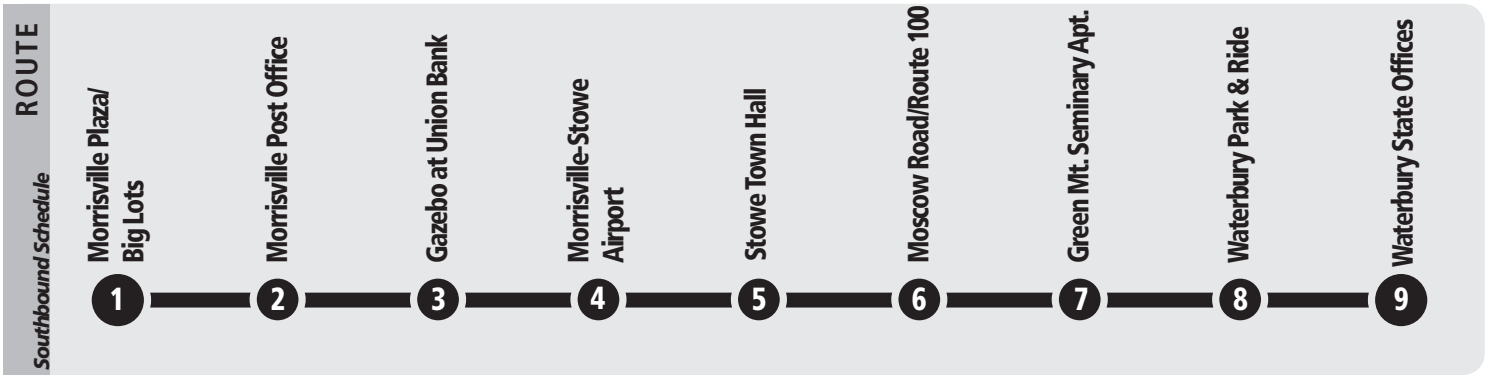 ROUTE
Southbound Schedule
Morrisville Plaza/
Big Lots
Morrisville Post Office
Gazebo at Union Bank
Morrisville-Stowe
Airport
Stowe Town Hall
Moscow Road/Route 100
Green Mt. Seminary Apt.
Waterbury Park & Ride
Waterbury State Offices
1 2 3 4 5 6 7 8 9